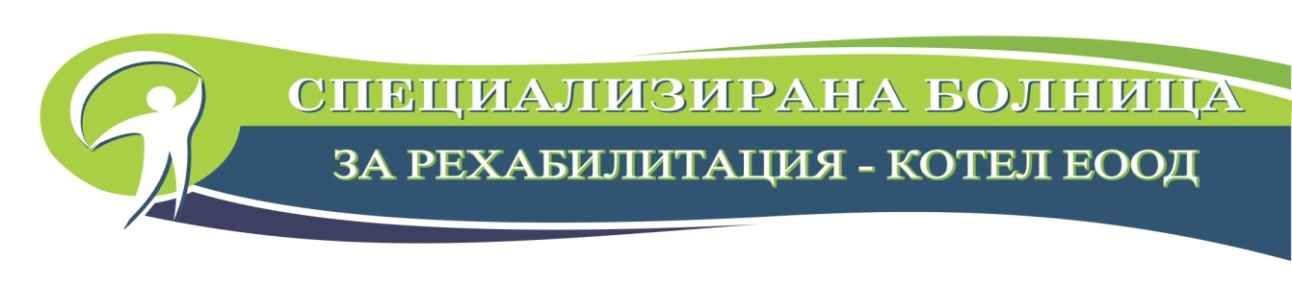 СПЕЦИАЛИЗИРАНА БОЛНИЦА
ЗА РЕХАБИЛИТАЦИЯ - КОТЕЛ ЕООД